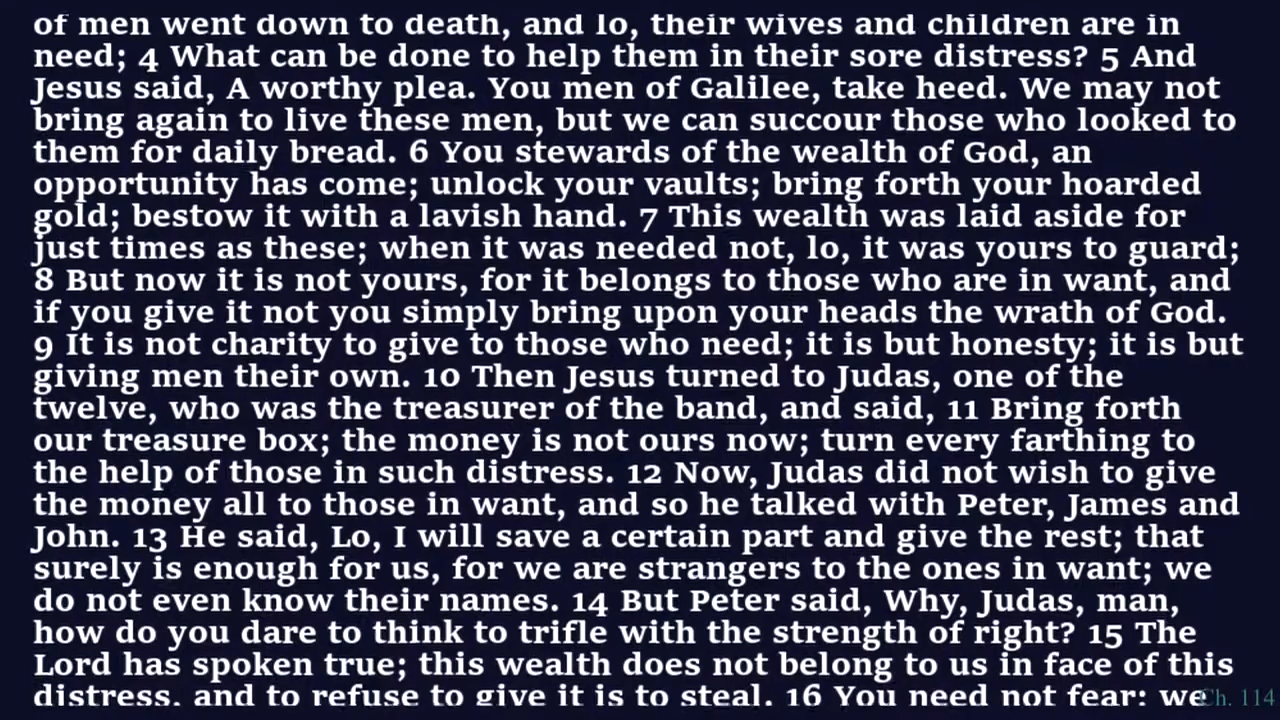 of men went down to death, and lo, their wives and children are in
need; 4 What can be done to help them in their sore distress? 5 And
Jesus said, A worthy plea. You men of Galilee, take heed. We may not
bring again to live these men, but we can succour those who looked to
them for daily bread. 6 You stewards of the wealth of God, an
opportunity has come; unlock your vaults; bring forth your hoarded
gold; bestow it with a lavish hand. 7 This wealth was laid aside for
just times as these; when it was needed not, lo, it was yours to guard;
8 But now it is not yours, for it belongs to those who are in want, and
if you give it not you simply bring upon your heads the wrath of God.
9 It is not charity to give to those who need; it is but honesty; it is but
giving men their own. 10 Then Jesus turned to Judas, one of the
twelve, who was the treasurer of the band, and said, 11 Bring forth
our treasure box; the money is not ours now; turn every farthing to
the help of those in such distress. 12 Now, Judas did not wish to give
the money all to those in want, and so he talked with Peter, James and
John. 13 He said, Lo, I will save a certain part and give the rest; that
surely is enough for us, for we are strangers to the ones in want; we
do not even know their names. 14 But Peter said, Why, Judas, man,
how do you dare to think to trifle with the strength of right? 15 The
Lord has spoken true; this wealth does not belong to us in face of this
distress, and to refuse to give it is to steal. 16 You need not fear; we
Ch. 114